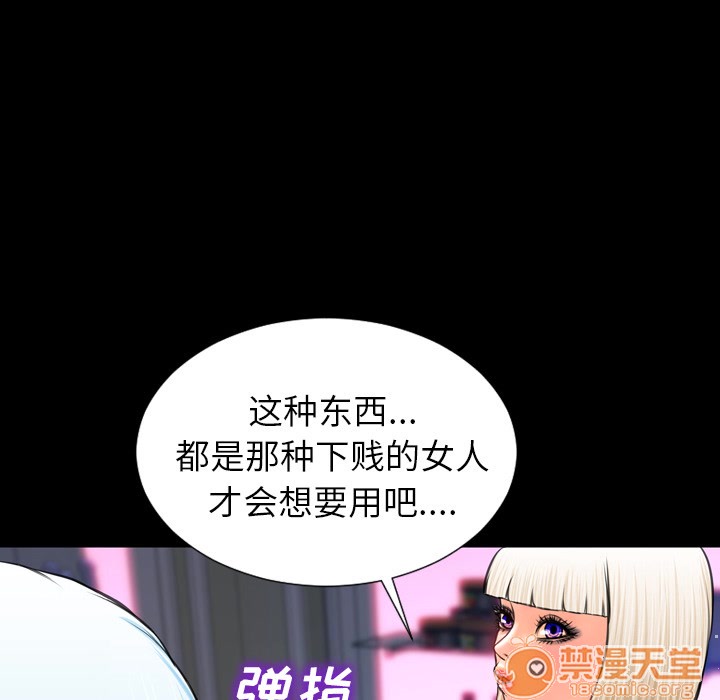 这种东西...
都是那种下贱的女人
才会想要用吧....
弹指
禁漫天堂
18comic.org